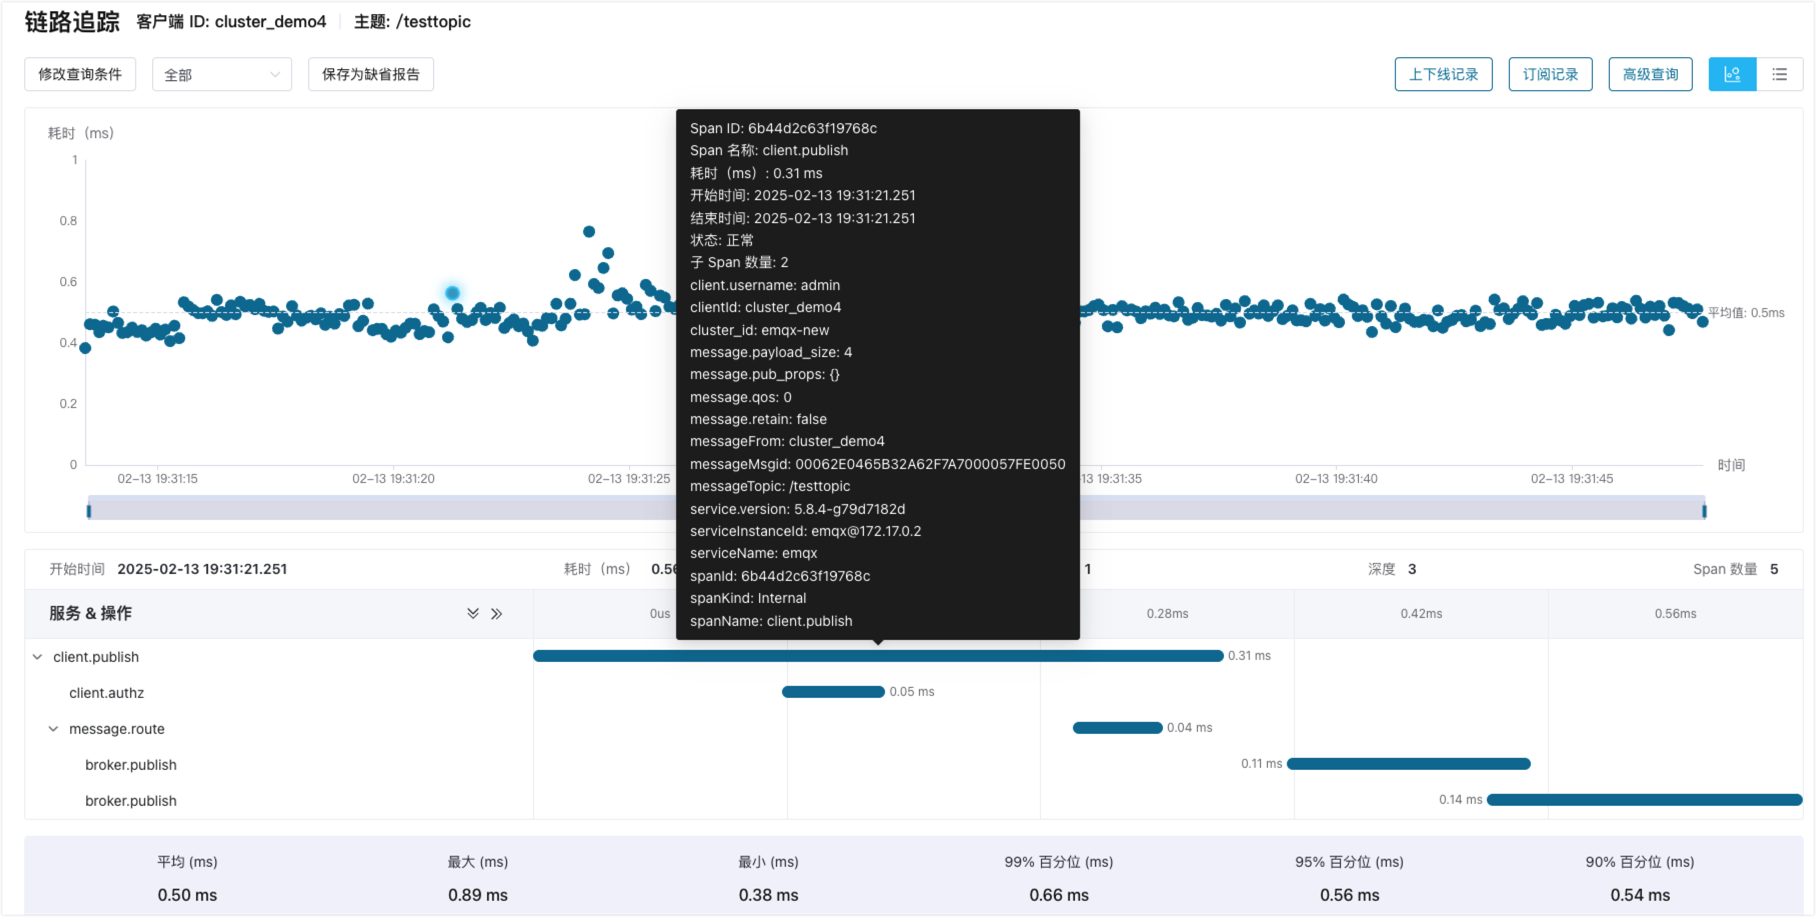 链路追踪 客户端 ID: cluster_demo4 主题: /testtopic
修改查询条件 全部 保存为缺省报告 上下线记录 订阅记录 高级查询
耗时（ms）
1
0.8
0.6
0.4
0.2
0
平均值: 0.5ms
02-13 19:31:15 02-13 19:31:20 02-13 19:31:25 13 19:31:35 02-13 19:31:40 02-13 19:31:45 时间
Span ID: 6b44d2c63f19768c
Span 名称: client.publish
耗时（ms）: 0.31 ms
开始时间: 2025-02-13 19:31:21.251
结束时间: 2025-02-13 19:31:21.251
状态: 正常
子 Span 数量: 2
client.username: admin
clientId: cluster_demo4
cluster_id: emqx-new
message.payload_size: 4
message.pub_props: {}
message.qos: 0
message.retain: false
messageFrom: cluster_demo4
messageMsgid: 00062E0465B32A62F7A7000057FE0050
messageTopic: /testtopic
service.version: 5.8.4-g79d7182d
serviceInstanceId: emqx@172.17.0.2
serviceName: emqx
spanId: 6b44d2c63f19768c
spanKind: Internal
spanName: client.publish
开始时间 2025-02-13 19:31:21.251 耗时（ms） 0.56 1 深度 3 Span 数量 5
服务 & 操作 0us 0.28ms 0.42ms 0.56ms
client.publish 0.31 ms
client.authz 0.05 ms
message.route 0.04 ms
broker.publish 0.11 ms
broker.publish 0.14 ms
平均 (ms) 最大 (ms) 最小 (ms) 99% 百分位 (ms) 95% 百分位 (ms) 90% 百分位 (ms)
0.50 ms 0.89 ms 0.38 ms 0.66 ms 0.56 ms 0.54 ms